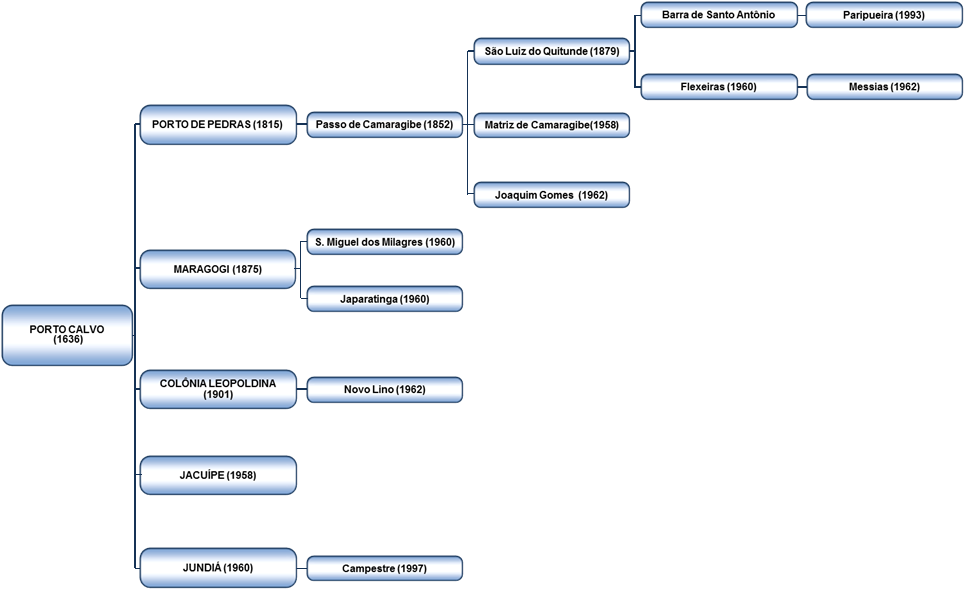 Barra de Santo Antônio
Paripueira (1993)
São Luiz do Quitunde (1879)
Flexeiras (1960)
Messias (1962)
PORTO DE PEDRAS (1815)
Passo de Camaragibe (1852)
Matriz de Camaragibe(1958)
Joaquim Gomes (1962)
S. Miguel dos Milagres (1960)
MARAGOGI (1875)
Japaratinga (1960)
PORTO CALVO
(1636)
COLÔNIA LEOPOLDINA
(1901)
Novo Lino (1962)
JACUÍPE (1958)
JUNDIÁ (1960)
Campestre (1997)